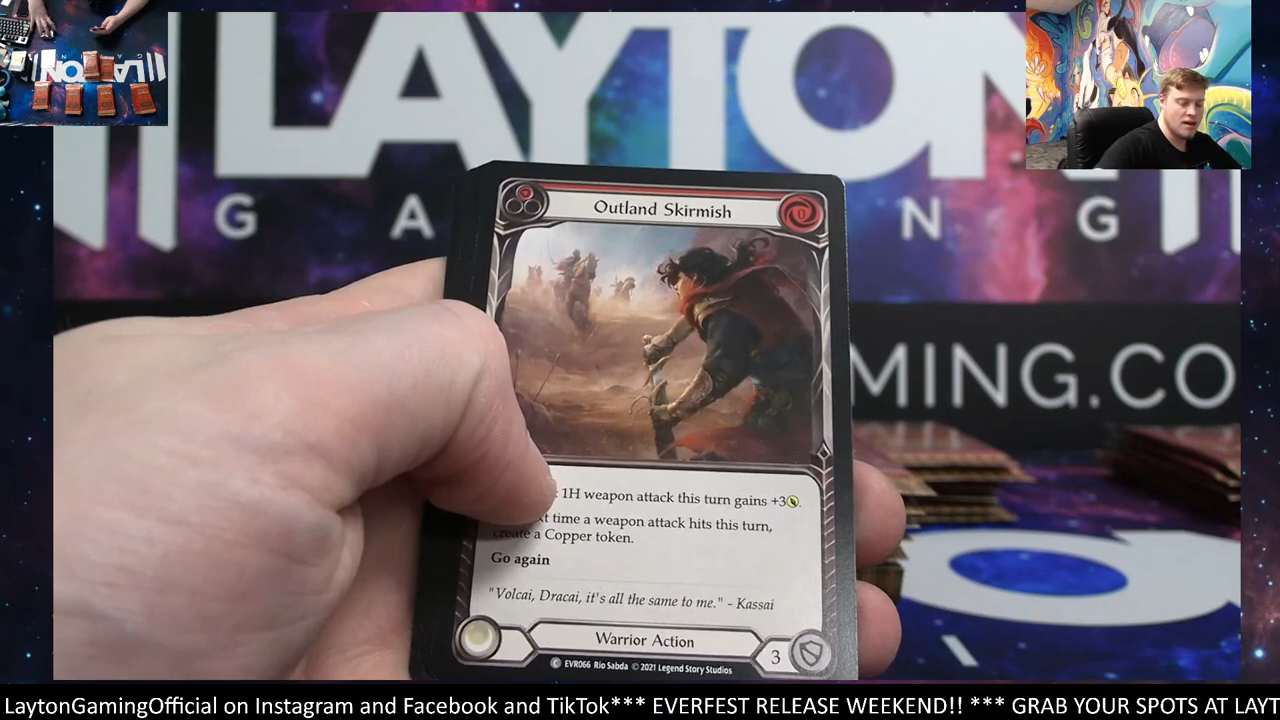 LAYTON
G A N G
MING.CO
Outland Skirmish
0
1H weapon attack this turn gains +3
time a weapon attack hits this turn,
create a Copper token.
Go again
"Volcai, Dracai, it's all the same to me." - Kassai
Warrior Action
3
C EVR066 Rio Sabda © 2021 Legend Story Studios
LaytonGamingOfficial on Instagram and Facebook and TikTok*** EVERFEST RELEASE WEEKEND!! *** GRAB YOUR SPOTS AT LAYT